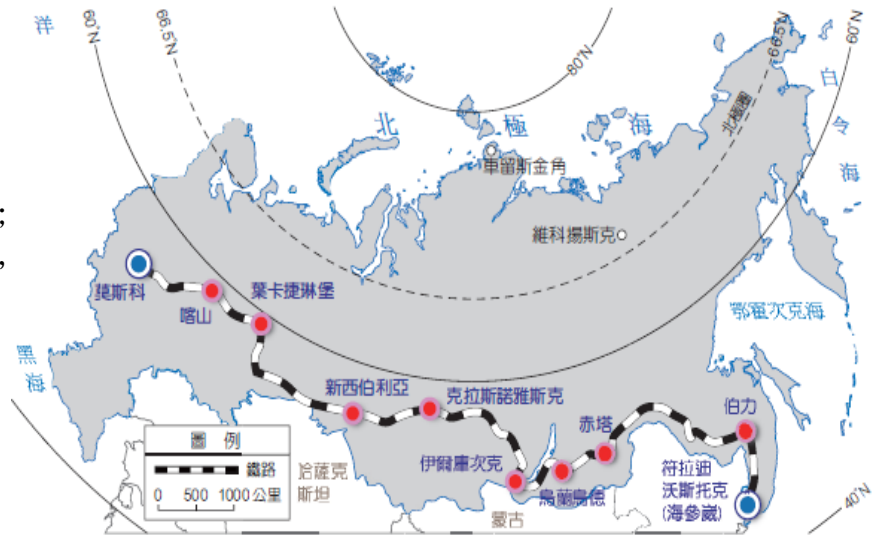 洋
60°N
66.5°N
80°N
66.5°N
60°N
白
令
海
北極圈
北 極 海
車留斯金角
維科揚斯克
;
,
莫斯科
喀山
葉卡捷琳堡
鄂霍次克海
黑
海
新西伯利亞
克拉斯諾雅斯克
赤塔
伯力
伊爾庫次克
烏蘭烏德
符拉迪
沃斯托克
(海參崴)
圖 例
鐵路
0 500 1000公里
哈薩克
斯坦
蒙古
40°N